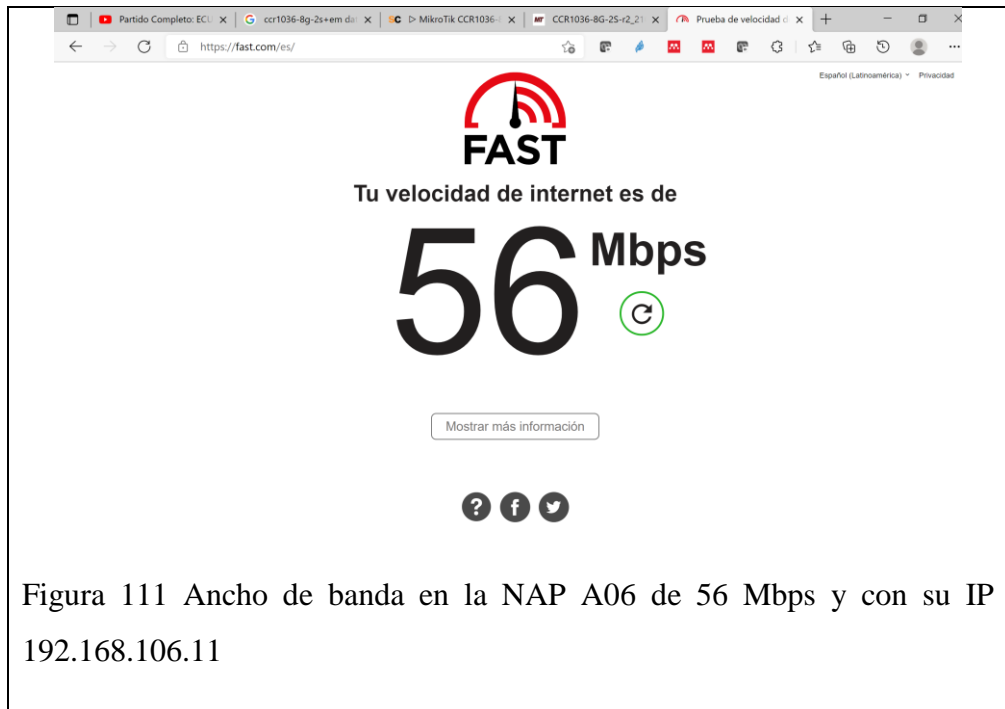 Partido Completo: ECU
ccr1036-8g-2s+em da
MikroTik CCR1036-
CCR1036-8G-2S-r2_21
Prueba de velocidad d
https://fast.com/es/
Español (Latinoamérica)
Privacidad
FAST
Tu velocidad de internet es de
56 Mbps
Mostrar más información
Figura 111 Ancho de banda en la NAP A06 de 56 Mbps y con su IP
192.168.106.11